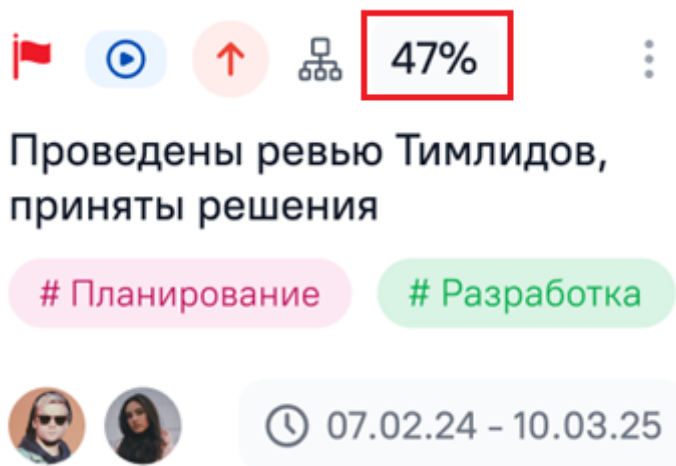 47%
Проведены ревью Тимлидов,
приняты решения
# Планирование # Разработка
07.02.24 - 10.03.25